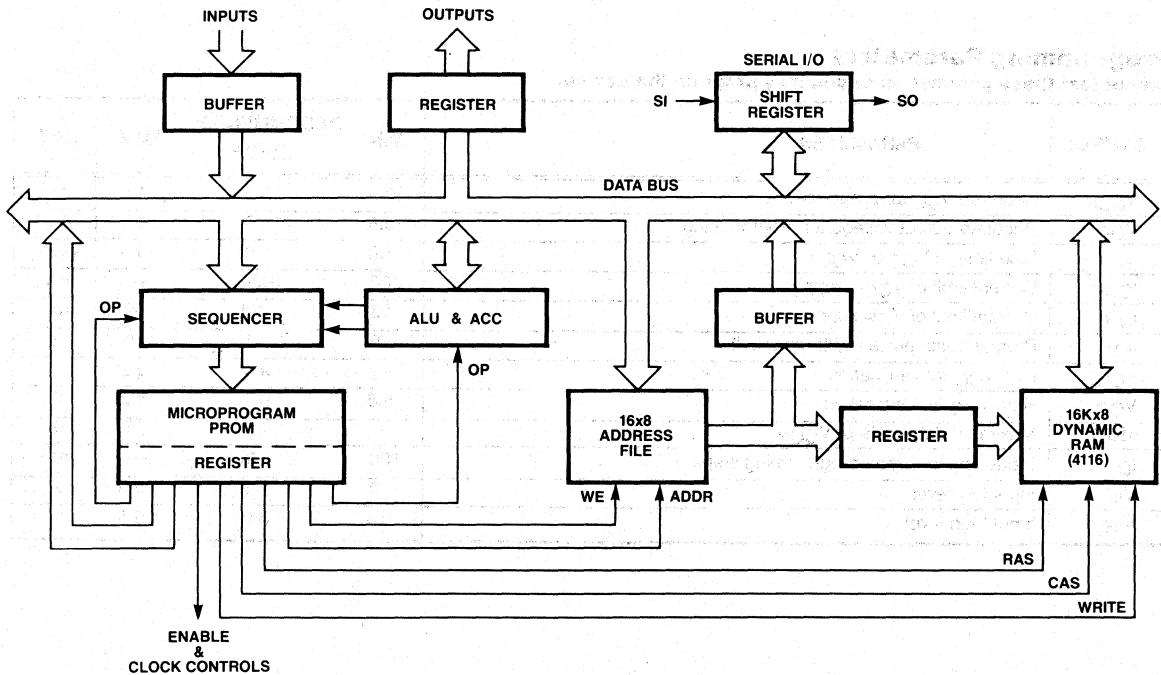 INPUTS
OUTPUTS
SERIAL I/O
BUFFER
REGISTER
SI
SHIFT
REGISTER
SO
DATA BUS
OP
SEQUENCER
ALU & ACC
BUFFER
OP
MICROPROGRAM
PROM
REGISTER
16x8
ADDRESS
FILE
REGISTER
16Kx8
DYNAMIC
RAM
(4116)
WE
ADDR
RAS
CAS
WRITE
ENABLE
&
CLOCK CONTROLS